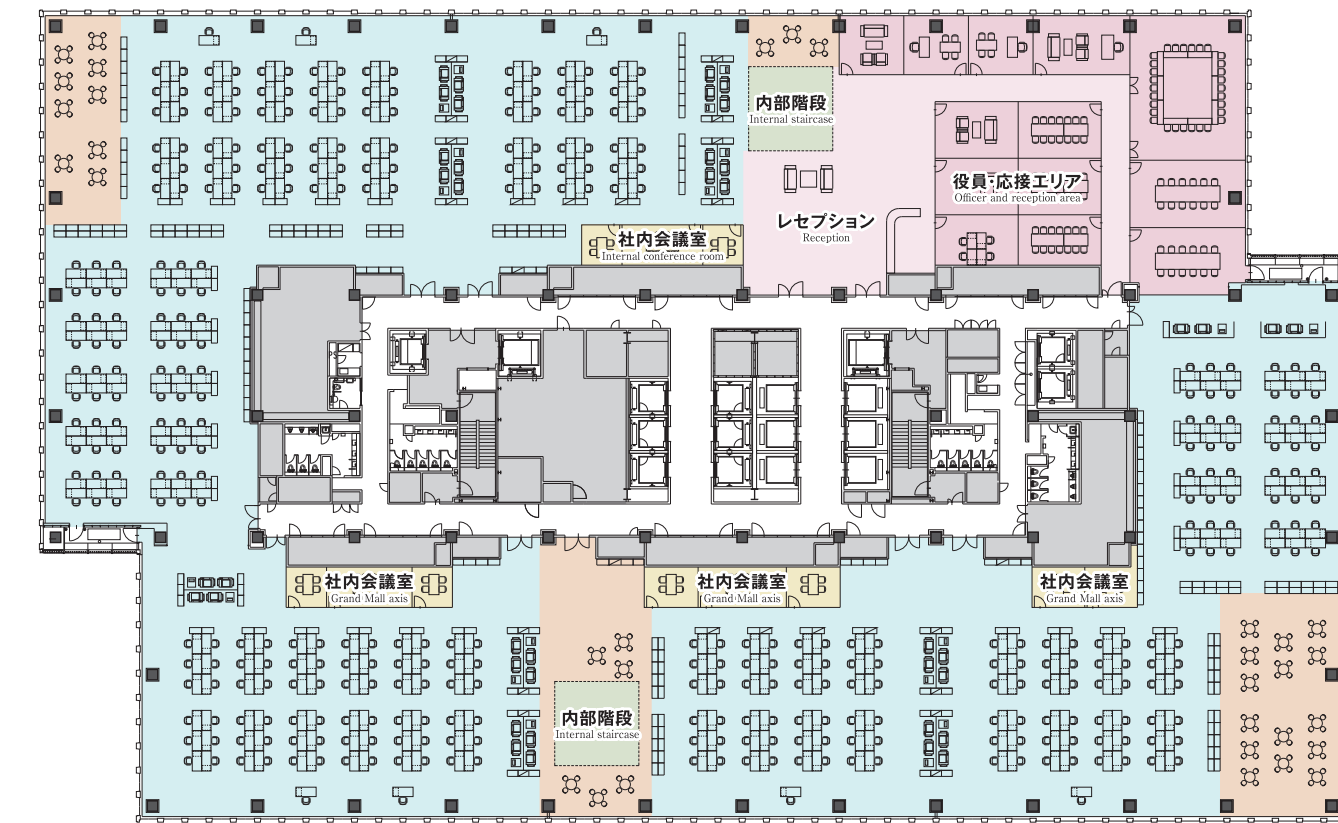 内部階段
Internal staircase
役員・応接エリア
Officer and reception area
レセプション
Reception
社内会議室
Internal conference room
社内会議室
Grand Mall axis
社内会議室
Grand Mall axis
社内会議室
Grand Mall axis
内部階段
Internal staircase